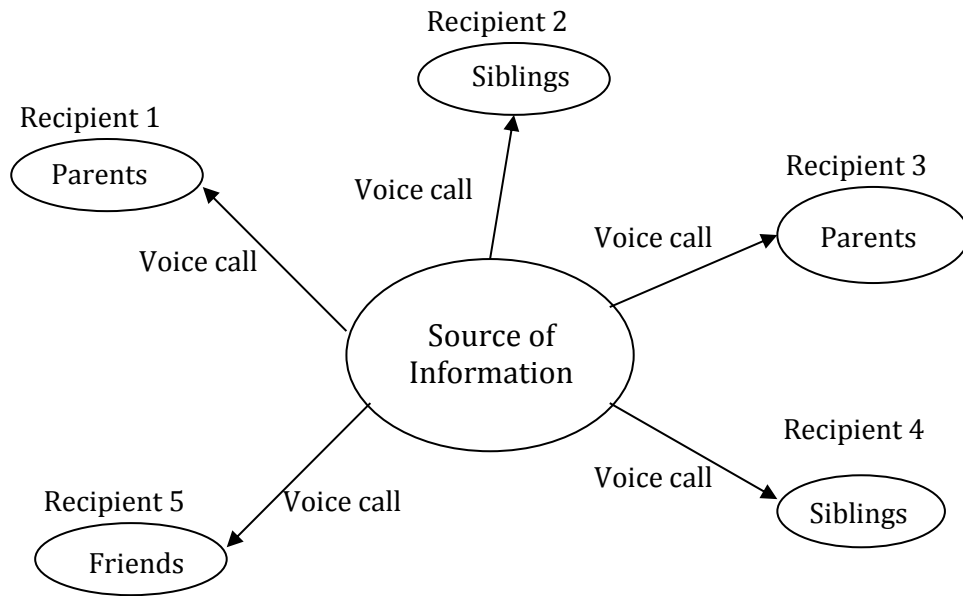 Recipient 2
Siblings
Recipient 1
Parents
Voice call
Recipient 3
Parents
Voice call
Voice call
Source of
Information
Recipient 4
Siblings
Voice call
Recipient 5
Friends
Voice call